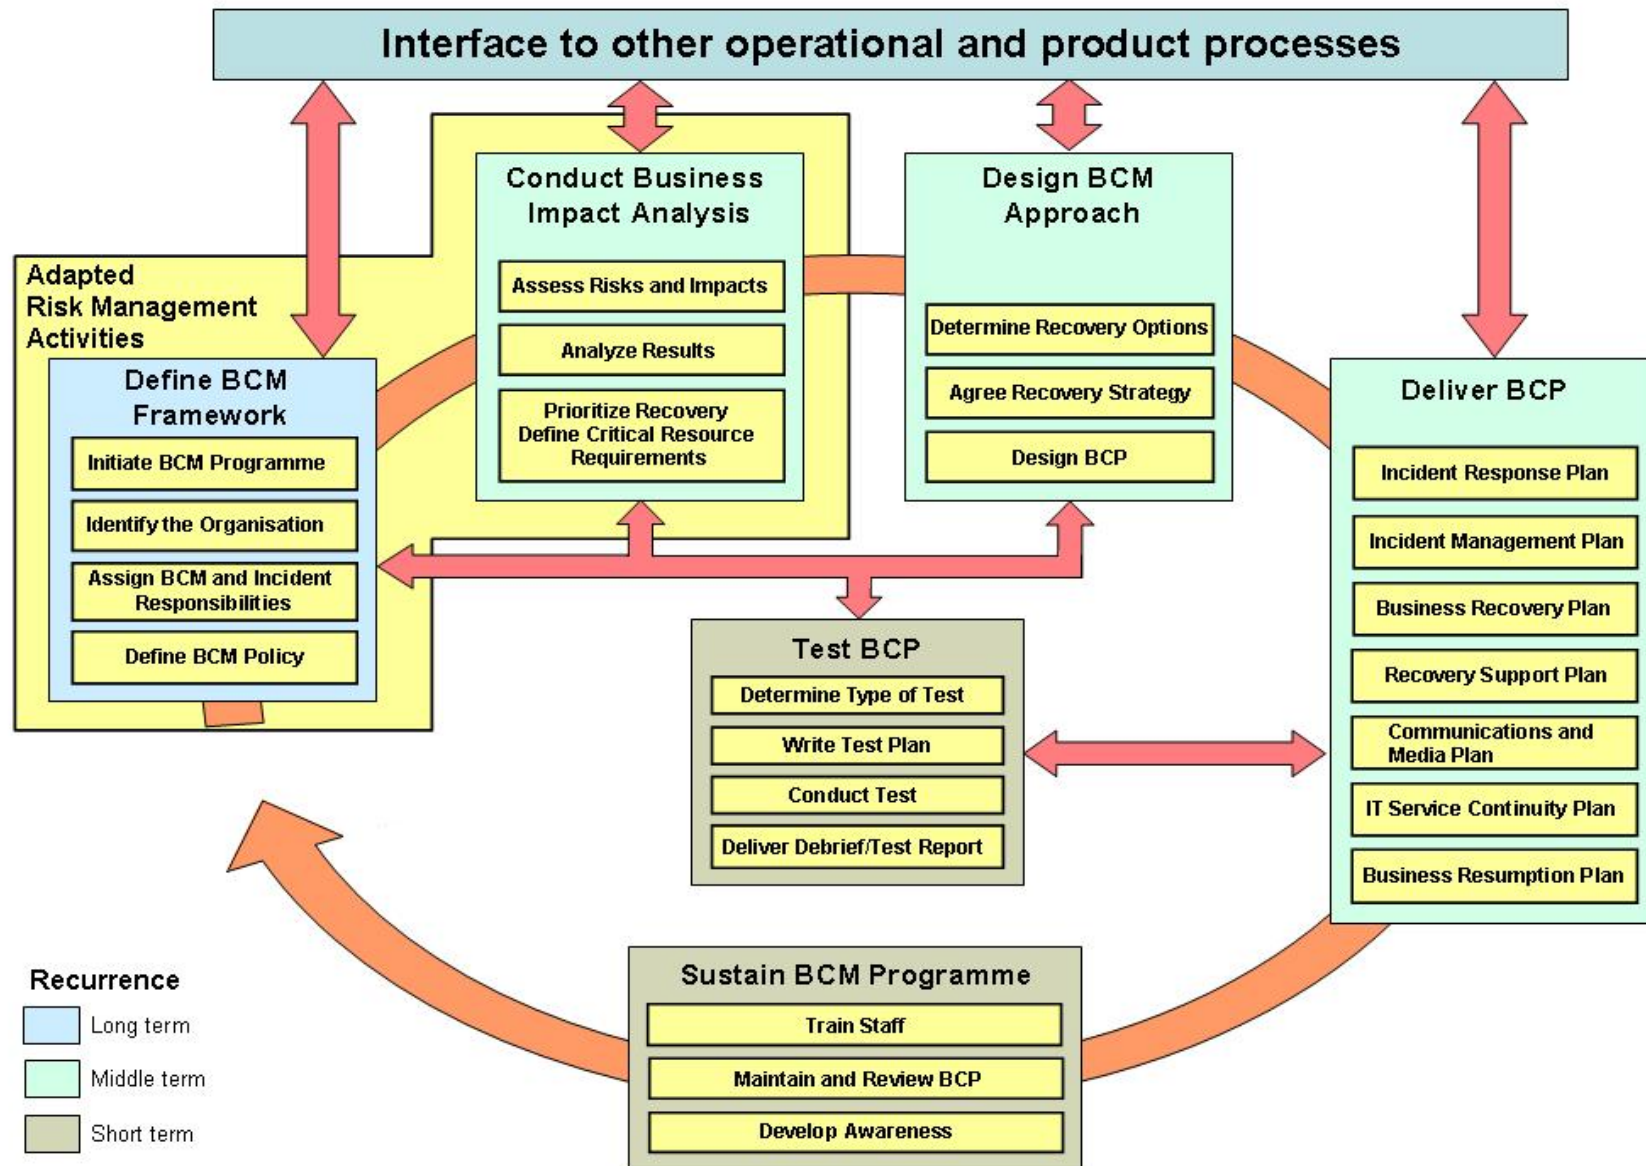 Interface to other operational and product processes
Adapted
Risk Management
Activities
Define BCM
Framework
Initiate BCM Programme
Identify the Organisation
Assign BCM and Incident
Responsibilities
Define BCM Policy
Conduct Business
Impact Analysis
Assess Risks and Impacts
Analyze Results
Prioritize Recovery
Define Critical Resource
Requirements
Design BCM
Approach
Determine Recovery Options
Agree Recovery Strategy
Design BCP
Deliver BCP
Incident Response Plan
Incident Management Plan
Business Recovery Plan
Recovery Support Plan
Communications and
Media Plan
IT Service Continuity Plan
Business Resumption Plan
Test BCP
Determine Type of Test
Write Test Plan
Conduct Test
Deliver Debrief/Test Report
Sustain BCM Programme
Train Staff
Maintain and Review BCP
Develop Awareness
Recurrence
Long term
Middle term
Short term